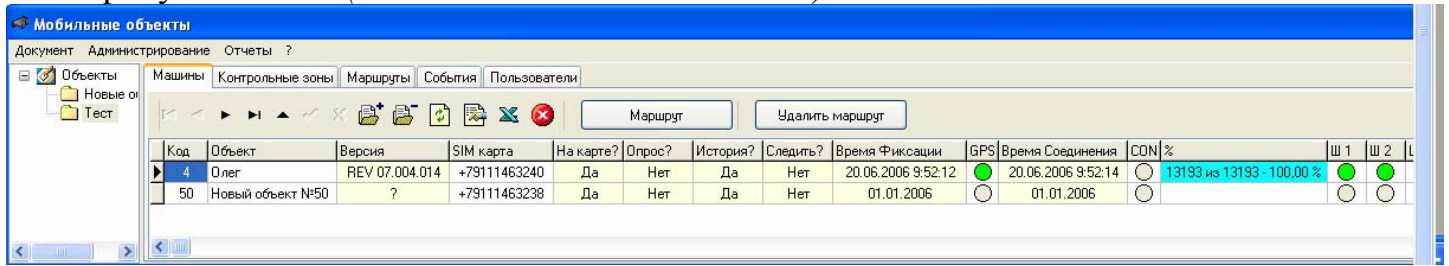 Мобильные объекты
Документ Администрирование Отчеты ?
Объекты
Новые о
Тест
Машины Контрольные зоны Маршруты События Пользователи
Маршрут Удалить маршрут
Код Объект Версия SIM карта На карте? Опрос? История? Следить? Время Фиксации GPS Время Соединения CON % Ш 1 Ш 2
4 Олег REV 07.004.014 +79111463240 Да Нет Да Нет 20.06.2006 9:52:12 20.06.2006 9:52:14 13193 из 13193 - 100,00 %
50 Новый объект №50 ? +79111463238 Да Нет Да Нет 01.01.2006 01.01.2006